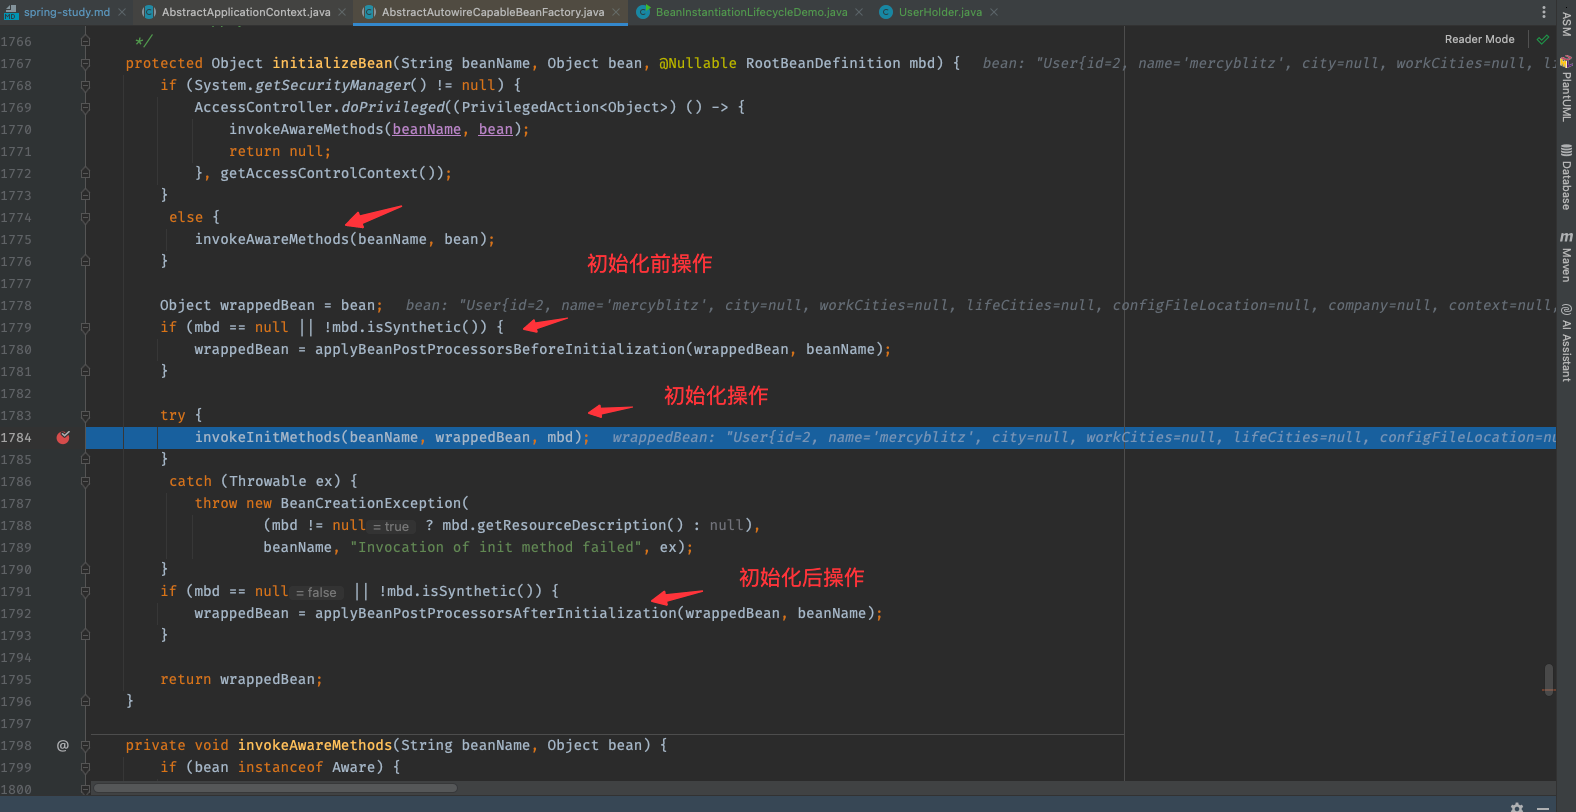 spring-study.md AbstractApplicationContext.java AbstractAutowireCapableBeanFactory.java BeanInstantiationLifecycleDemo.java UserHolder.java
Reader Mode
1766 */
1767 protected Object initializeBean(String beanName, Object bean, @Nullable RootBeanDefinition mbd) { bean: "User{id=2, name='mercyblitz', city=null, workCities=null, li
1768 if (System.getSecurityManager() != null) {
1769 AccessController.doPrivileged((PrivilegedAction<Object>) () -> {
1770 invokeAwareMethods(beanName, bean);
1771 return null;
1772 }, getAccessControlContext());
1773 }
1774 else {
1775 invokeAwareMethods(beanName, bean);
1776 }
初始化前操作
1777
1778 Object wrappedBean = bean; bean: "User{id=2, name='mercyblitz', city=null, workCities=null, lifeCities=null, configFileLocation=null, company=null, context=null,
1779 if (mbd == null || !mbd.isSynthetic()) {
1780 wrappedBean = applyBeanPostProcessorsBeforeInitialization(wrappedBean, beanName);
1781 }
1782
初始化操作
1783 try {
1784 invokeInitMethods(beanName, wrappedBean, mbd); wrappedBean: "User{id=2, name='mercyblitz', city=null, workCities=null, lifeCities=null, configFileLocation=nu
1785 }
1786 catch (Throwable ex) {
1787 throw new BeanCreationException(
1788 (mbd != null = true ? mbd.getResourceDescription() : null),
1789 beanName, "Invocation of init method failed", ex);
1790 }
初始化后操作
1791 if (mbd == null = false || !mbd.isSynthetic()) {
1792 wrappedBean = applyBeanPostProcessorsAfterInitialization(wrappedBean, beanName);
1793 }
1794
1795 return wrappedBean;
1796 }
1797
1798 @ private void invokeAwareMethods(String beanName, Object bean) {
1799 if (bean instanceof Aware) {
1800
ASM
PlantUML
Database
Maven
AI Assistant